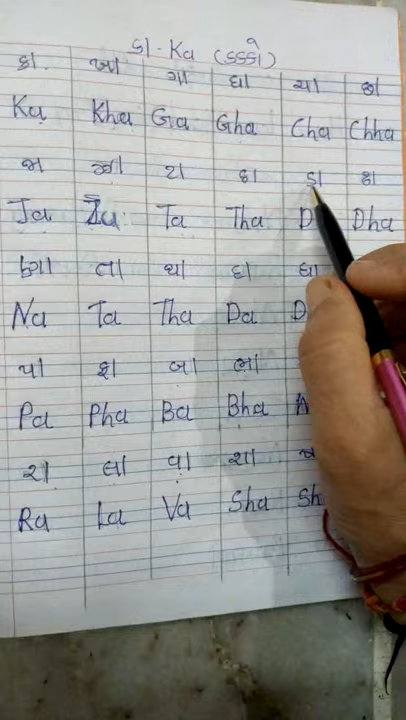 કા - Ka (કક્કો)
કા ખા ગા ઘા ચા છા
Ka Kha Ga Gha Cha Chha
જા ઝા ટા ઠા ડા ઢા
Ja Ta Tha D Dha
ણા તા થા દા ધા
Na Ta Tha Da D
પા ફા બા ભા
Pa Pha Ba Bha
રા લા વા શા
Ra La Va Sha Sh